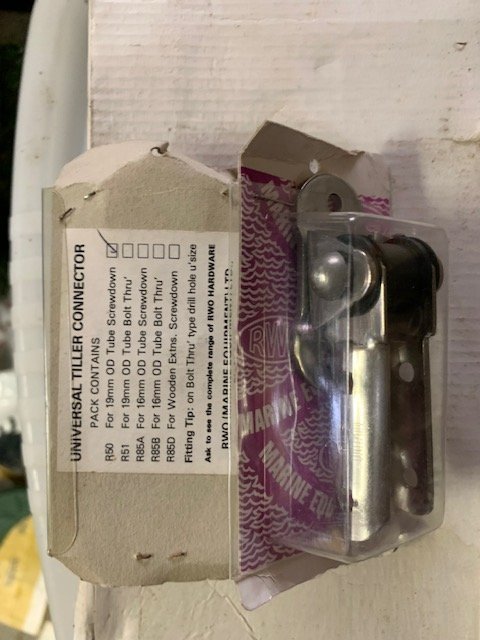 UNIVERSAL TILLER CONNECTOR
PACK CONTAINS
R50 For 19mm OD Tube Screwdown
R51 For 19mm OD Tube Bolt Thru'
R85A For 16mm OD Tube Screwdown
R85B For 16mm OD Tube Bolt Thru'
R85D For Wooden Extns. Screwdown
Fitting Tip: on Bolt Thru' type drill hole u'size
Ask to see the complete range of RWO HARDWARE
RWO (MARINE EQUIPMENT) LTD.
RWO
MARINE
MARINE EQU